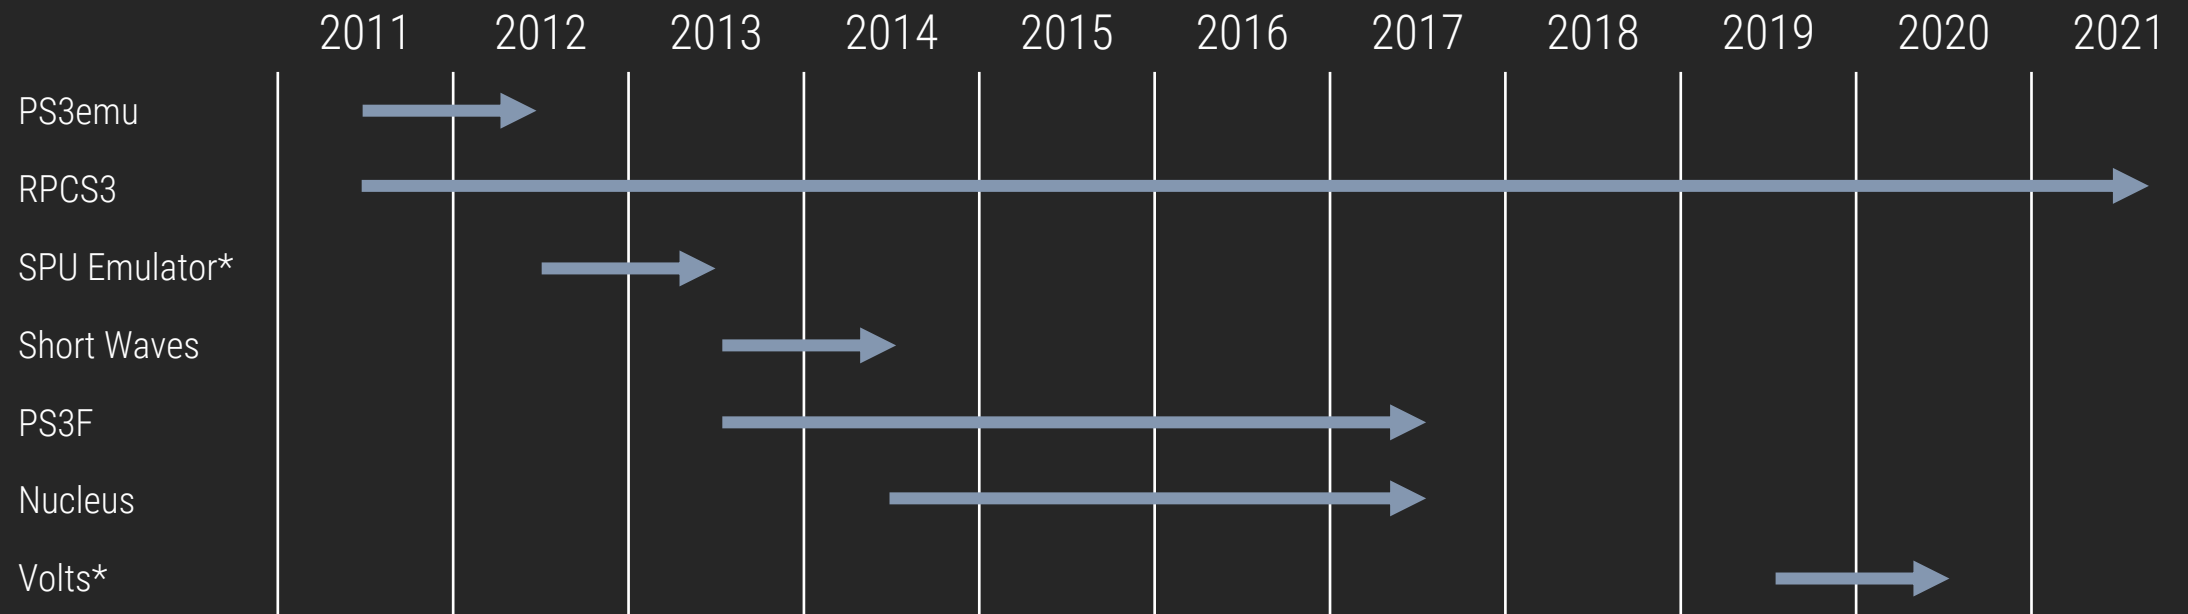 2011 2012 2013 2014 2015 2016 2017 2018 2019 2020 2021
PS3emu
RPCS3
SPU Emulator*
Short Waves
PS3F
Nucleus
Volts*